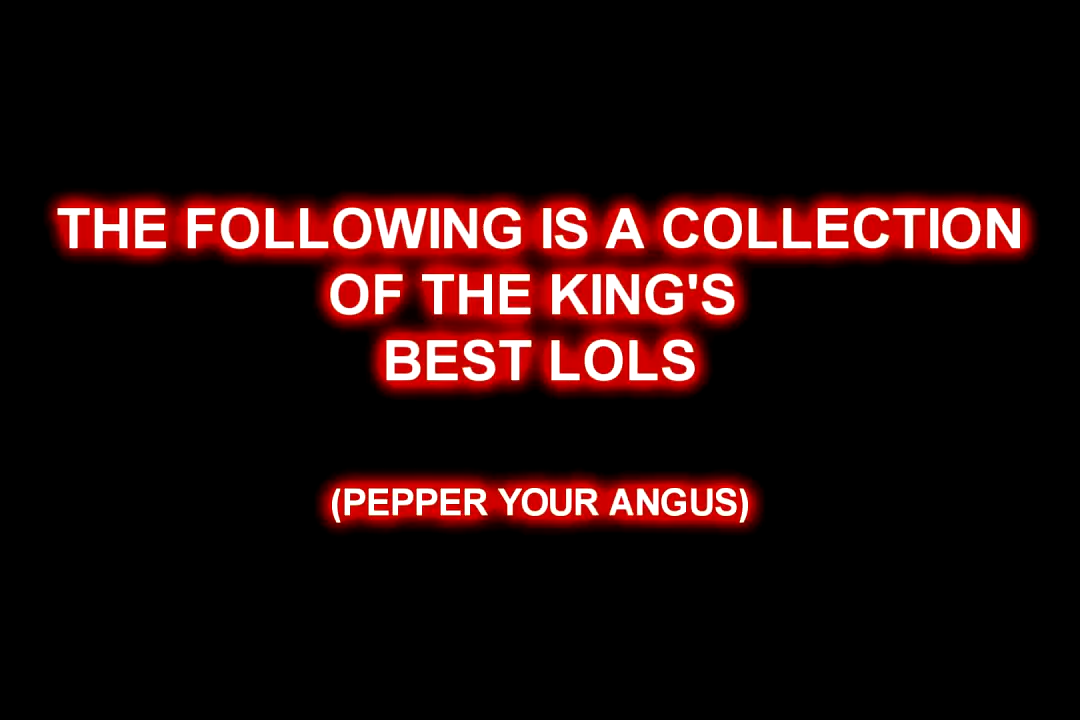 THE FOLLOWING IS A COLLECTION
OF THE KING'S
BEST LOLS
(PEPPER YOUR ANGUS)